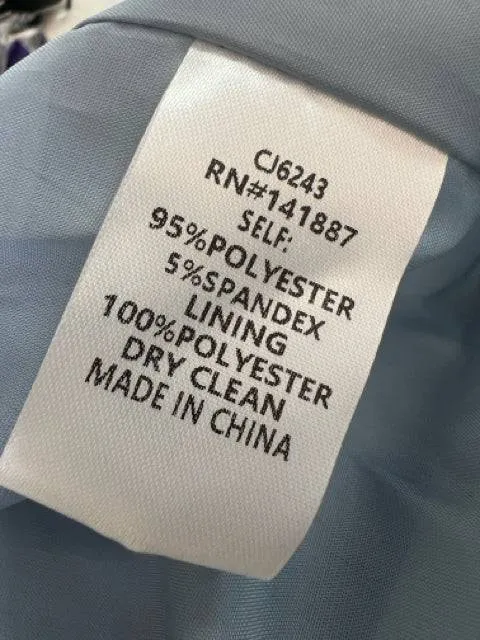 CJ6243
RN#141887
SELF:
95%POLYESTER
5%SPANDEX
LINING
100%POLYESTER
DRY CLEAN
MADE IN CHINA